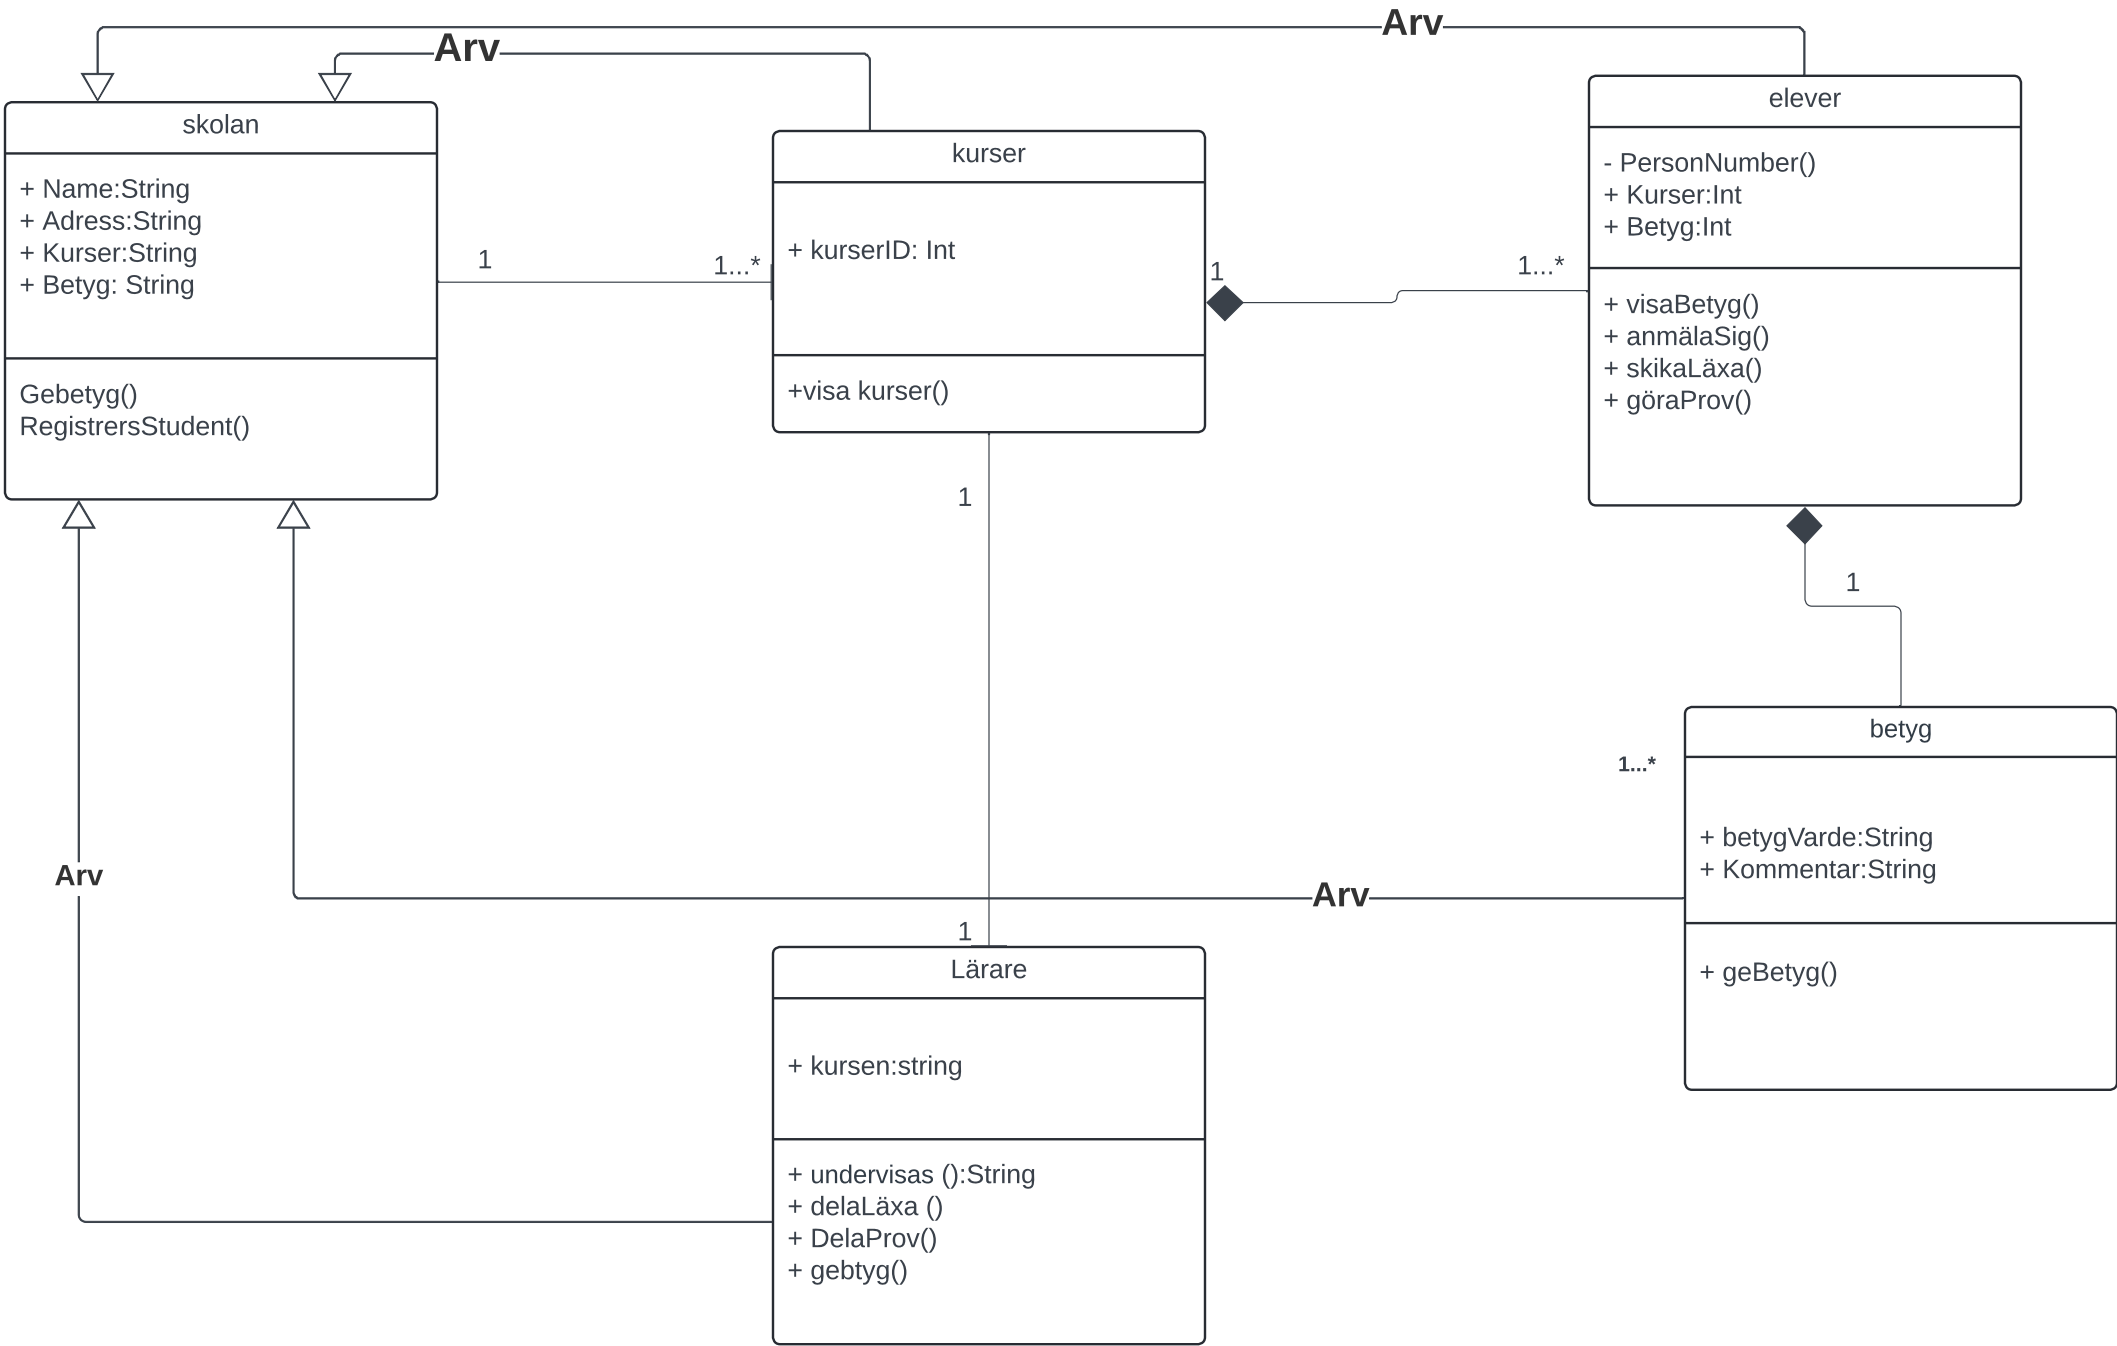 Arv
Arv
skolan
+ Name:String
+ Adress:String
+ Kurser:String
+ Betyg: String
Gebetyg()
RegistrersStudent()
1
1...*
kurser
+ kurserID: Int
+visa kurser()
1
1...*
elever
- PersonNumber()
+ Kurser:Int
+ Betyg:Int
+ visaBetyg()
+ anmälaSig()
+ skikaLäxa()
+ göraProv()
1
1
1...*
betyg
+ betygVarde:String
+ Kommentar:String
+ geBetyg()
Arv
Arv
1
Lärare
+ kursen:string
+ undervisas ():String
+ delaLäxa ()
+ DelaProv()
+ gebtyg()